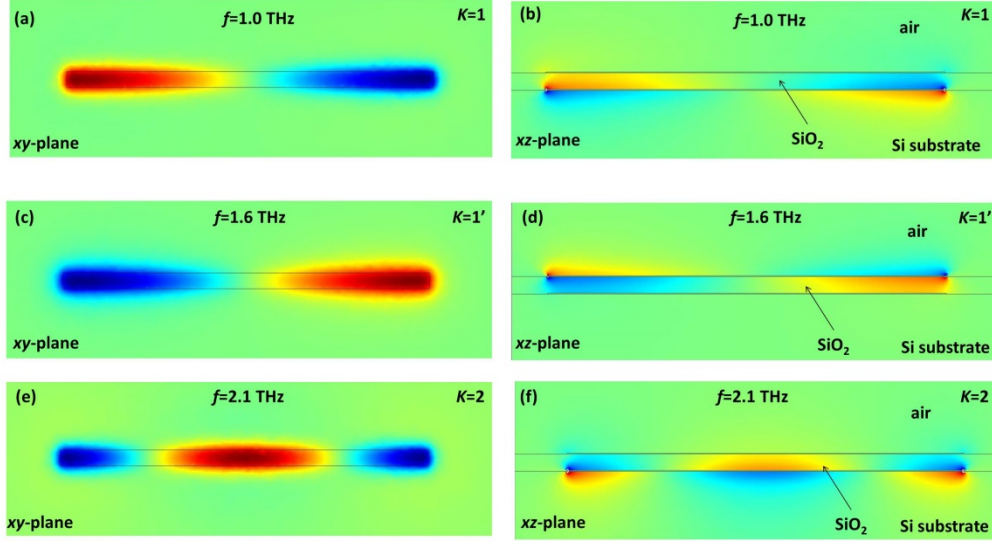 (a) f=1.0 THz K=1
xy-plane
(b) f=1.0 THz K=1
air
SiO₂
xz-plane Si substrate
(c) f=1.6 THz K=1’
xy-plane
(d) f=1.6 THz K=1’
air
SiO₂
xz-plane Si substrate
(e) f=2.1 THz K=2
xy-plane
(f) f=2.1 THz K=2
air
SiO₂
xz-plane Si substrate